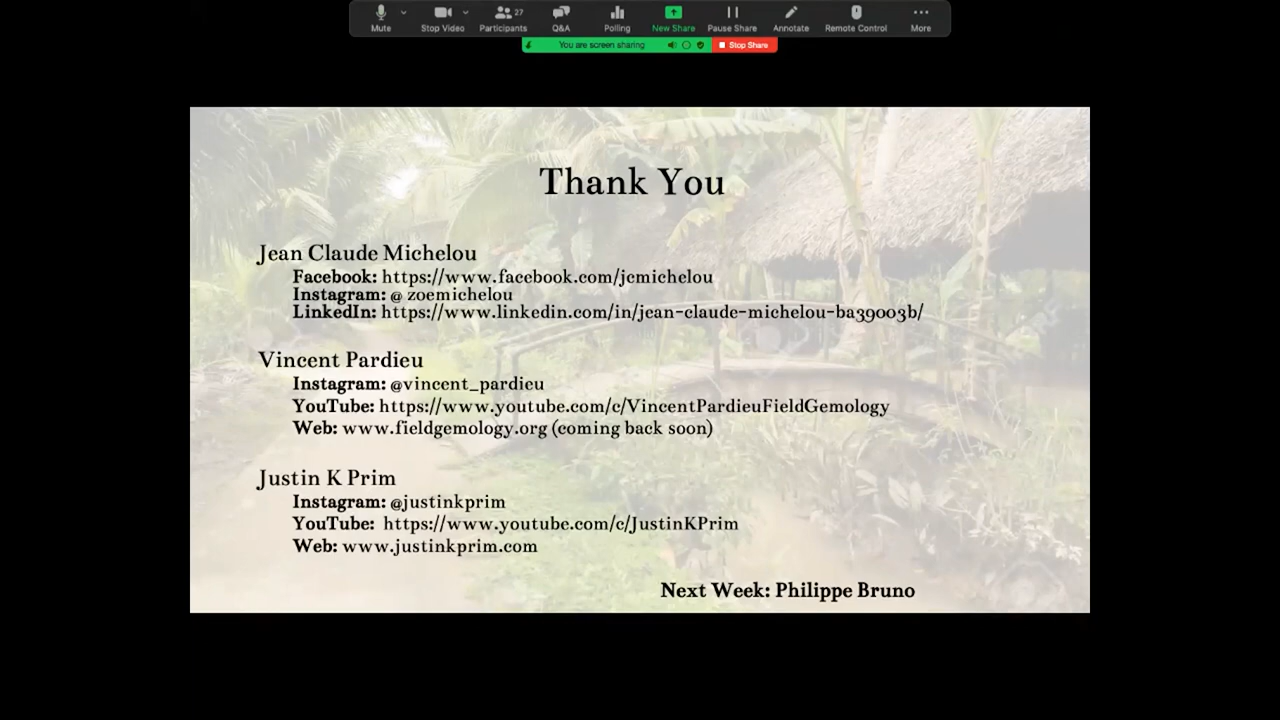 Mute
Stop Video
Participants
27
Q&A
Polling
New Share
Pause Share
Annotate
Remote Control
More
You are screen sharing
Stop Share
Thank You
Jean Claude Michelou
Facebook: https://www.facebook.com/jcmichelou
Instagram: @ zoemichelou
LinkedIn: https://www.linkedin.com/in/jean-claude-michelou-ba39003b/
Vincent Pardieu
Instagram: @vincent_pardieu
YouTube: https://www.youtube.com/c/VincentPardieuFieldGemology
Web: www.fieldgemology.org (coming back soon)
Justin K Prim
Instagram: @justinkprim
YouTube: https://www.youtube.com/c/JustinKPrim
Web: www.justinkprim.com
Next Week: Philippe Bruno